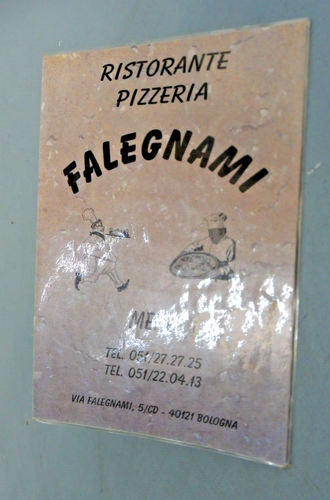 RISTORANTE
PIZZERIA
FALEGNAMI
TEL. 051/27.27.25
TEL. 051/22.04.13
VIA FALEGNAMI, 5/CD - 40121 BOLOGNA